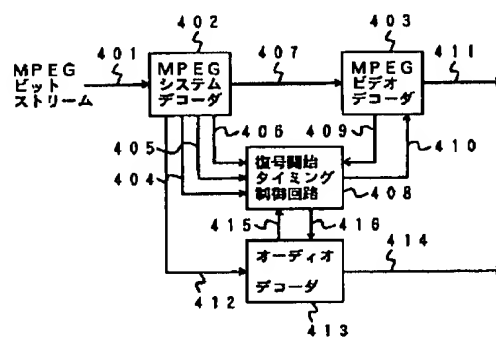 402
403
401
407
411
MPEG
ビット
ストリーム
MPEG
システム
デコーダ
MPEG
ビデオ
デコーダ
406
409
410
405
404
復号開始
タイミング
制御回路
408
415
416
414
オーディオ
デコーダ
412
413